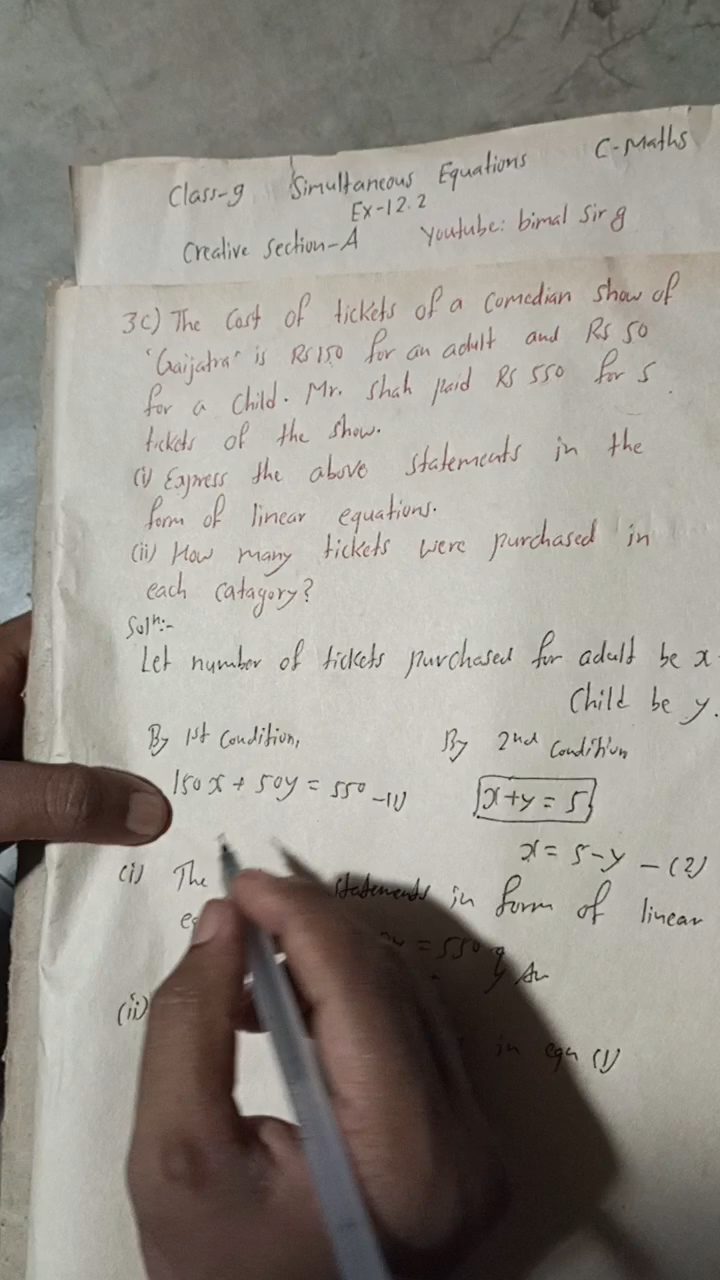 C-Maths
Class-9 Simultaneous Equations
Ex-12.2
Creative Section-A Youtube: bimal sir g
3c) The Cost of tickets of a Comedian show of
"Gaijatra" is RS 150 for an adult and RS 50
for a child. Mr. Shah paid RS 550 for 5
tickets of the show.
(i) Express the above statements in the
form of linear equations.
(ii) How many tickets were purchased in
each catagory?
Solⁿ:-
Let number of tickets purchased for adult be x
Child be y.
By 1st Condition, By 2nd Condition
150x + 50y = 550 -(1) x+y = 5
x = 5-y - (2)
(i) The statements in form of linear
= 550
(ii)
in eqn (1)